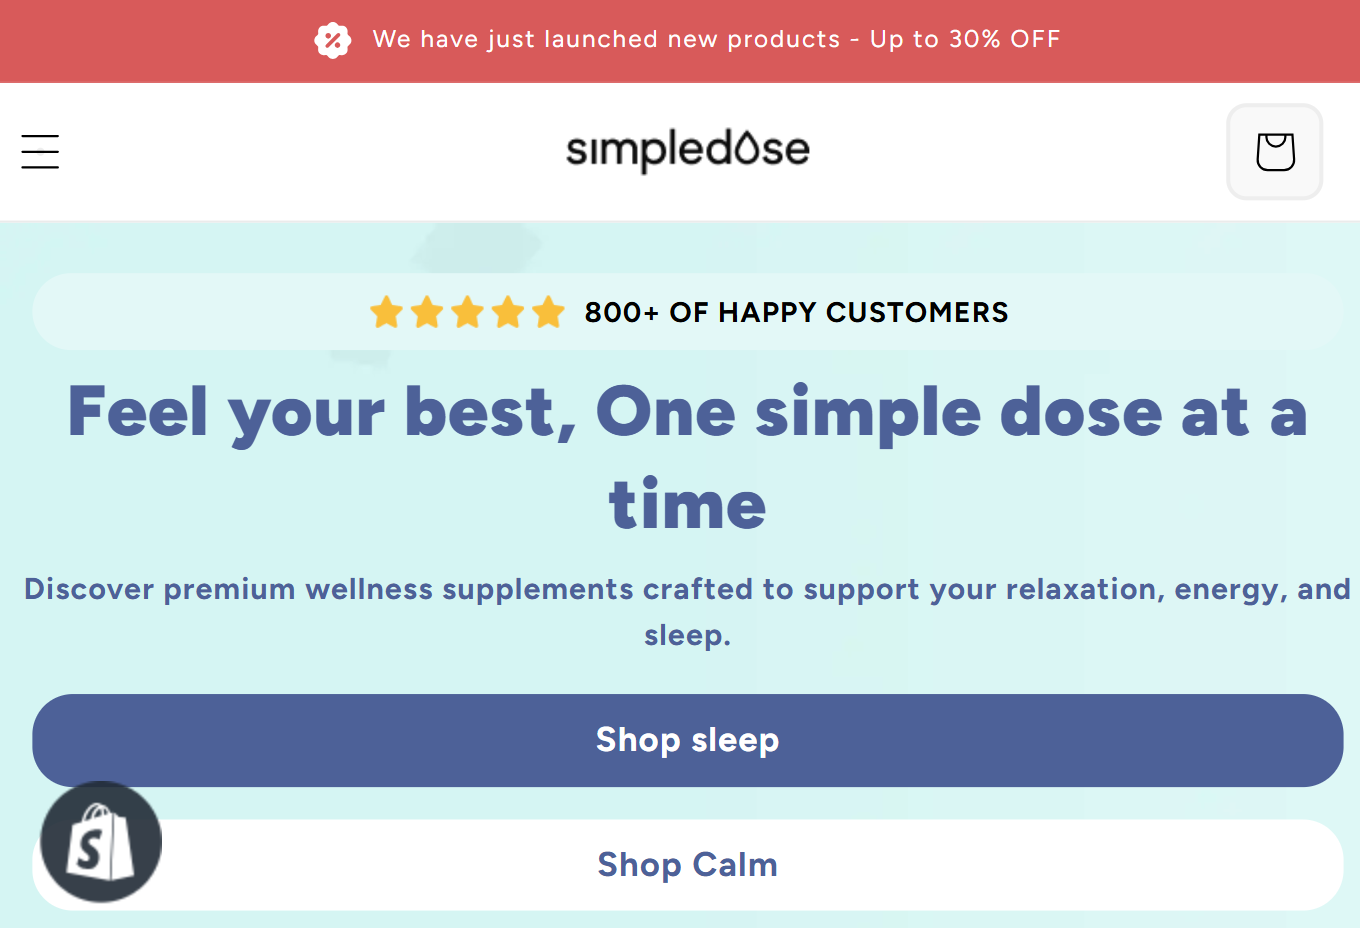 We have just launched new products - Up to 30% OFF
simpledose
800+ OF HAPPY CUSTOMERS
Feel your best, One simple dose at a
time
Discover premium wellness supplements crafted to support your relaxation, energy, and
sleep.
Shop sleep
S
Shop Calm